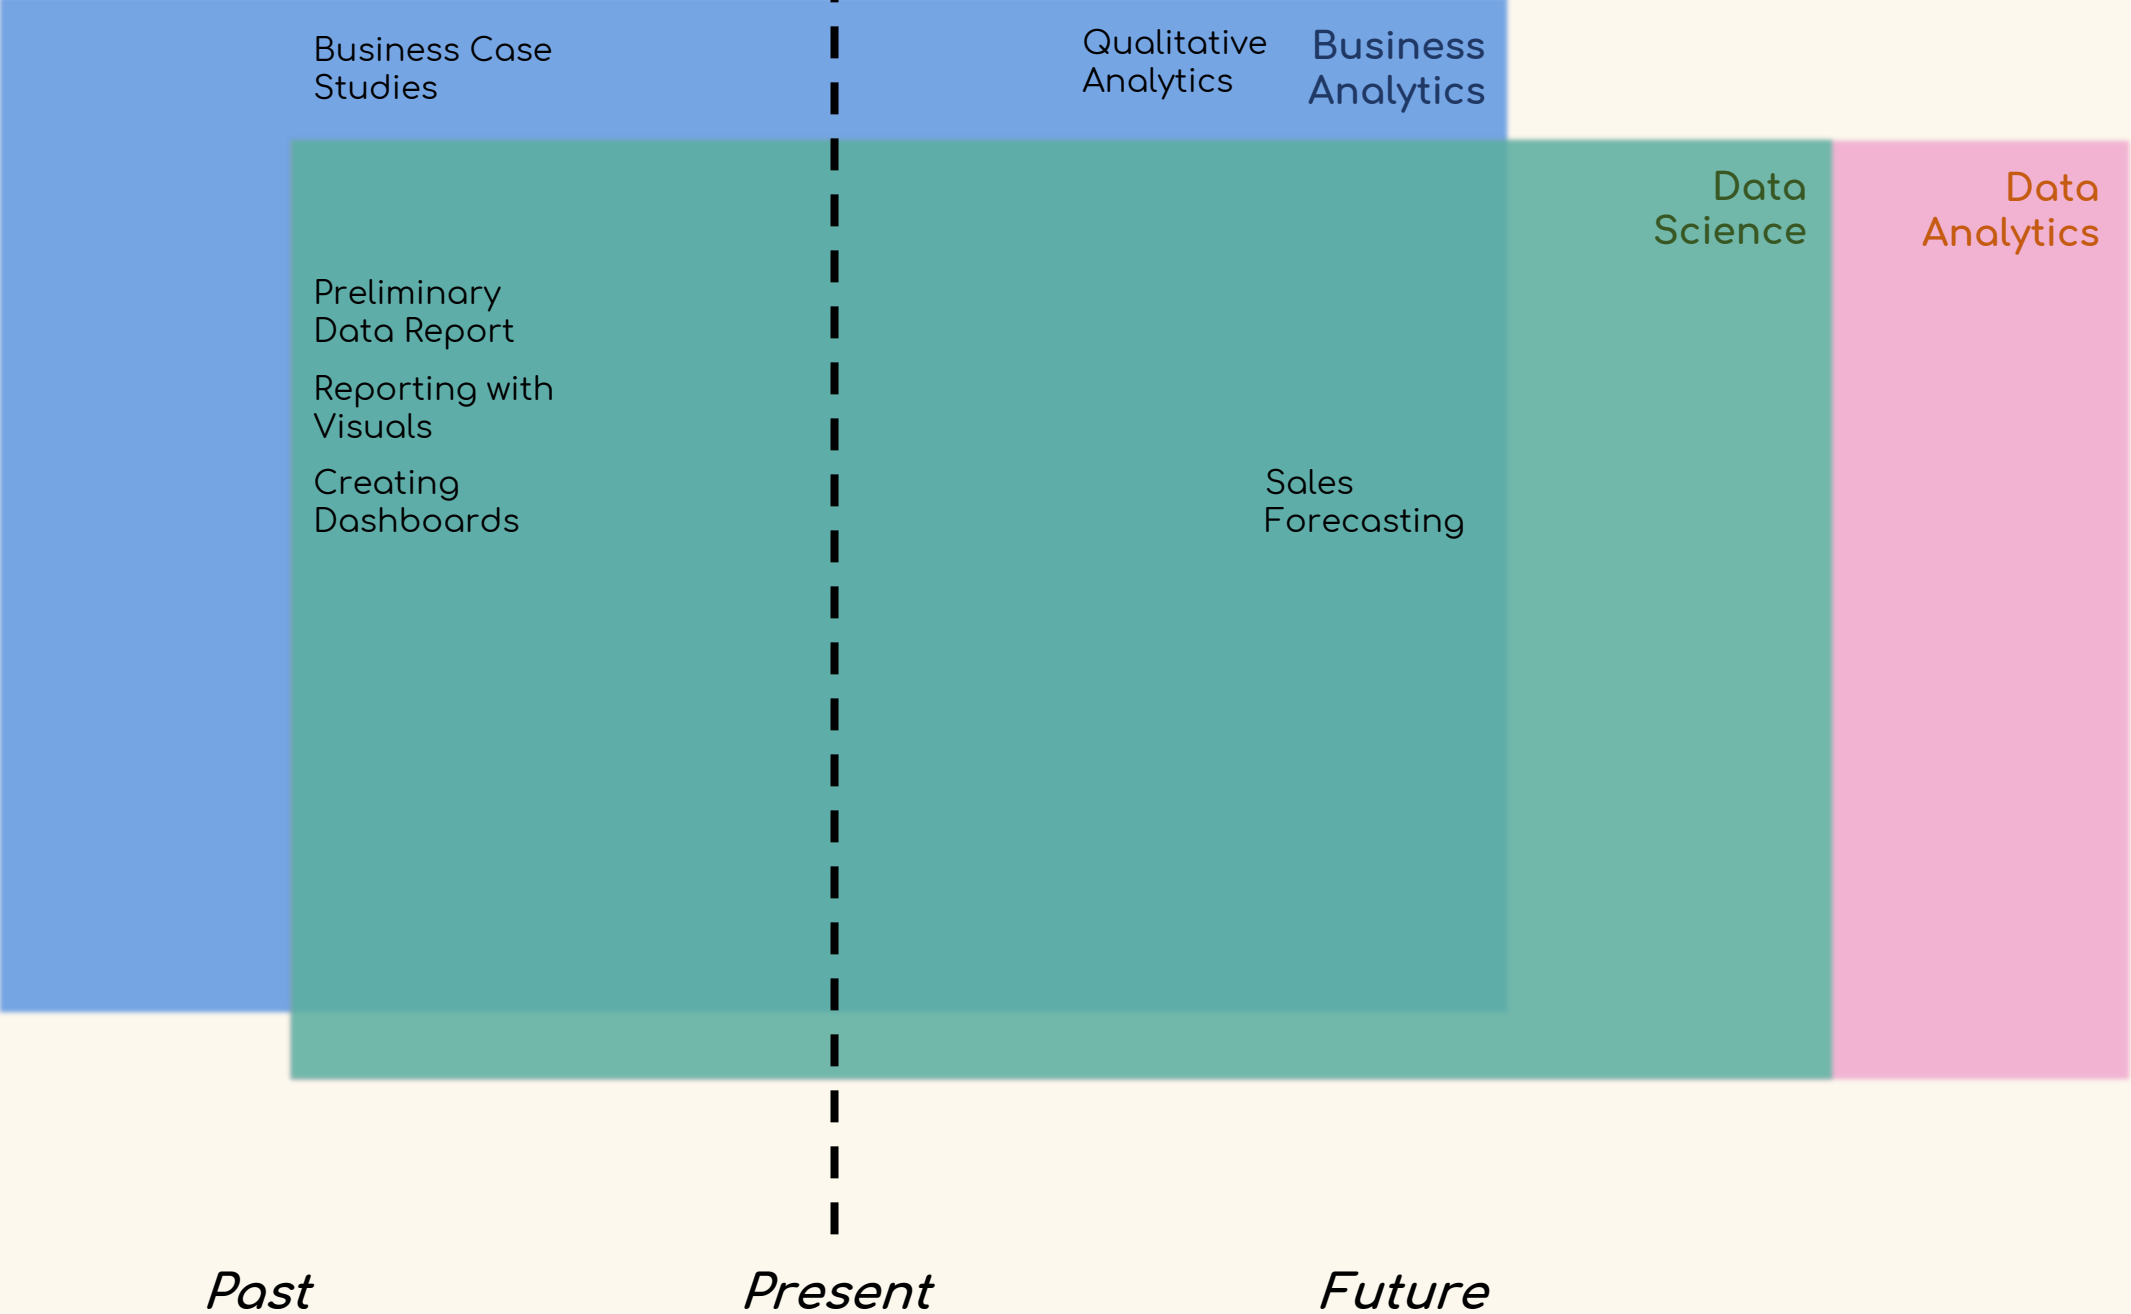 Business Case
Studies
Qualitative
Analytics
Business
Analytics
Data
Science
Data
Analytics
Preliminary
Data Report
Reporting with
Visuals
Creating
Dashboards
Sales
Forecasting
Past
Present
Future